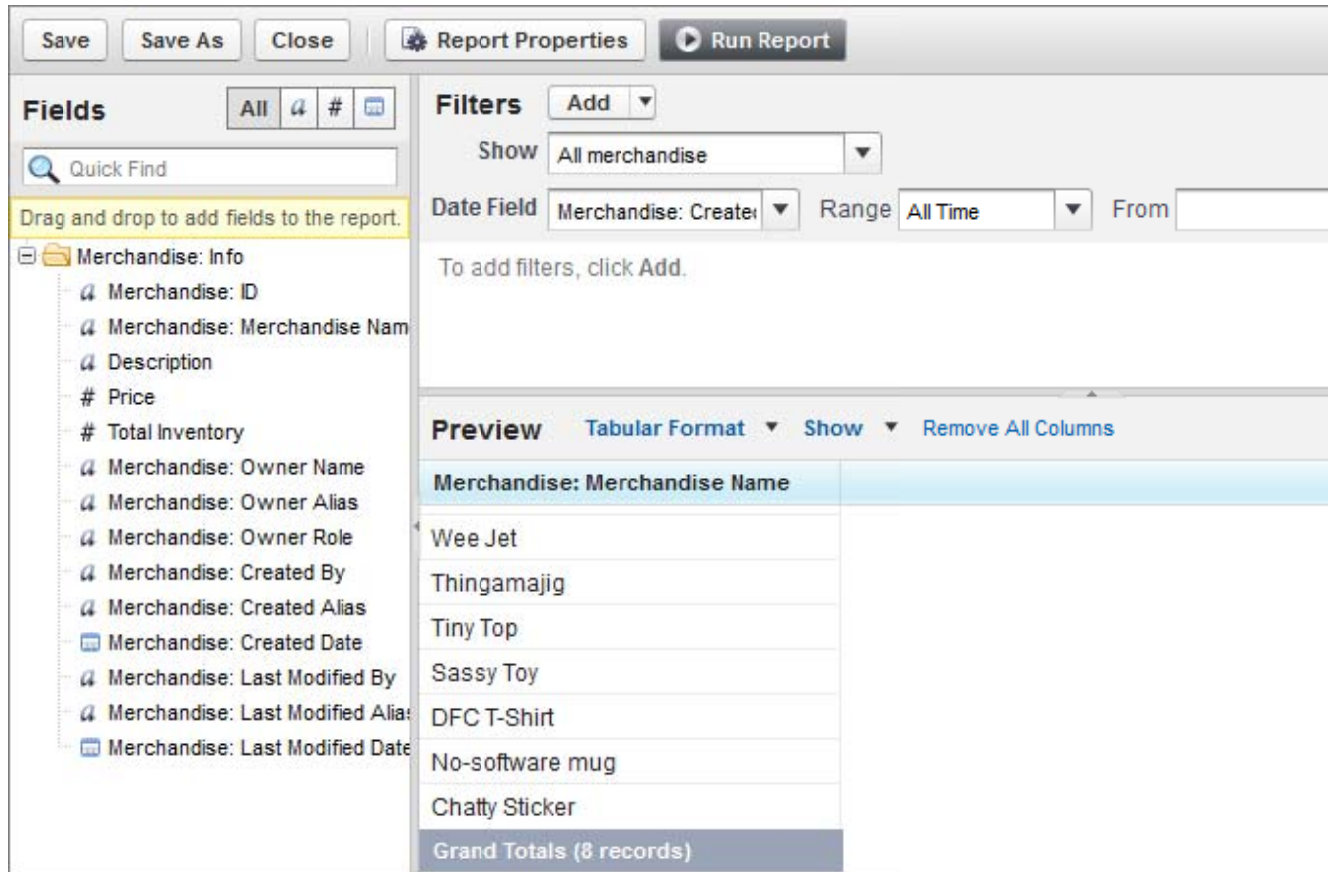 Save Save As Close Report Properties Run Report
Fields All a #
Quick Find
Drag and drop to add fields to the report.
Merchandise: Info
a Merchandise: ID
a Merchandise: Merchandise Nam
a Description
# Price
# Total Inventory
a Merchandise: Owner Name
a Merchandise: Owner Alias
a Merchandise: Owner Role
a Merchandise: Created By
a Merchandise: Created Alias
Merchandise: Created Date
a Merchandise: Last Modified By
a Merchandise: Last Modified Alias
Merchandise: Last Modified Date
Filters Add
Show All merchandise
Date Field Merchandise: Created Range All Time From
To add filters, click Add.
Preview Tabular Format Show Remove All Columns
Merchandise: Merchandise Name
Wee Jet
Thingamajig
Tiny Top
Sassy Toy
DFC T-Shirt
No-software mug
Chatty Sticker
Grand Totals (8 records)